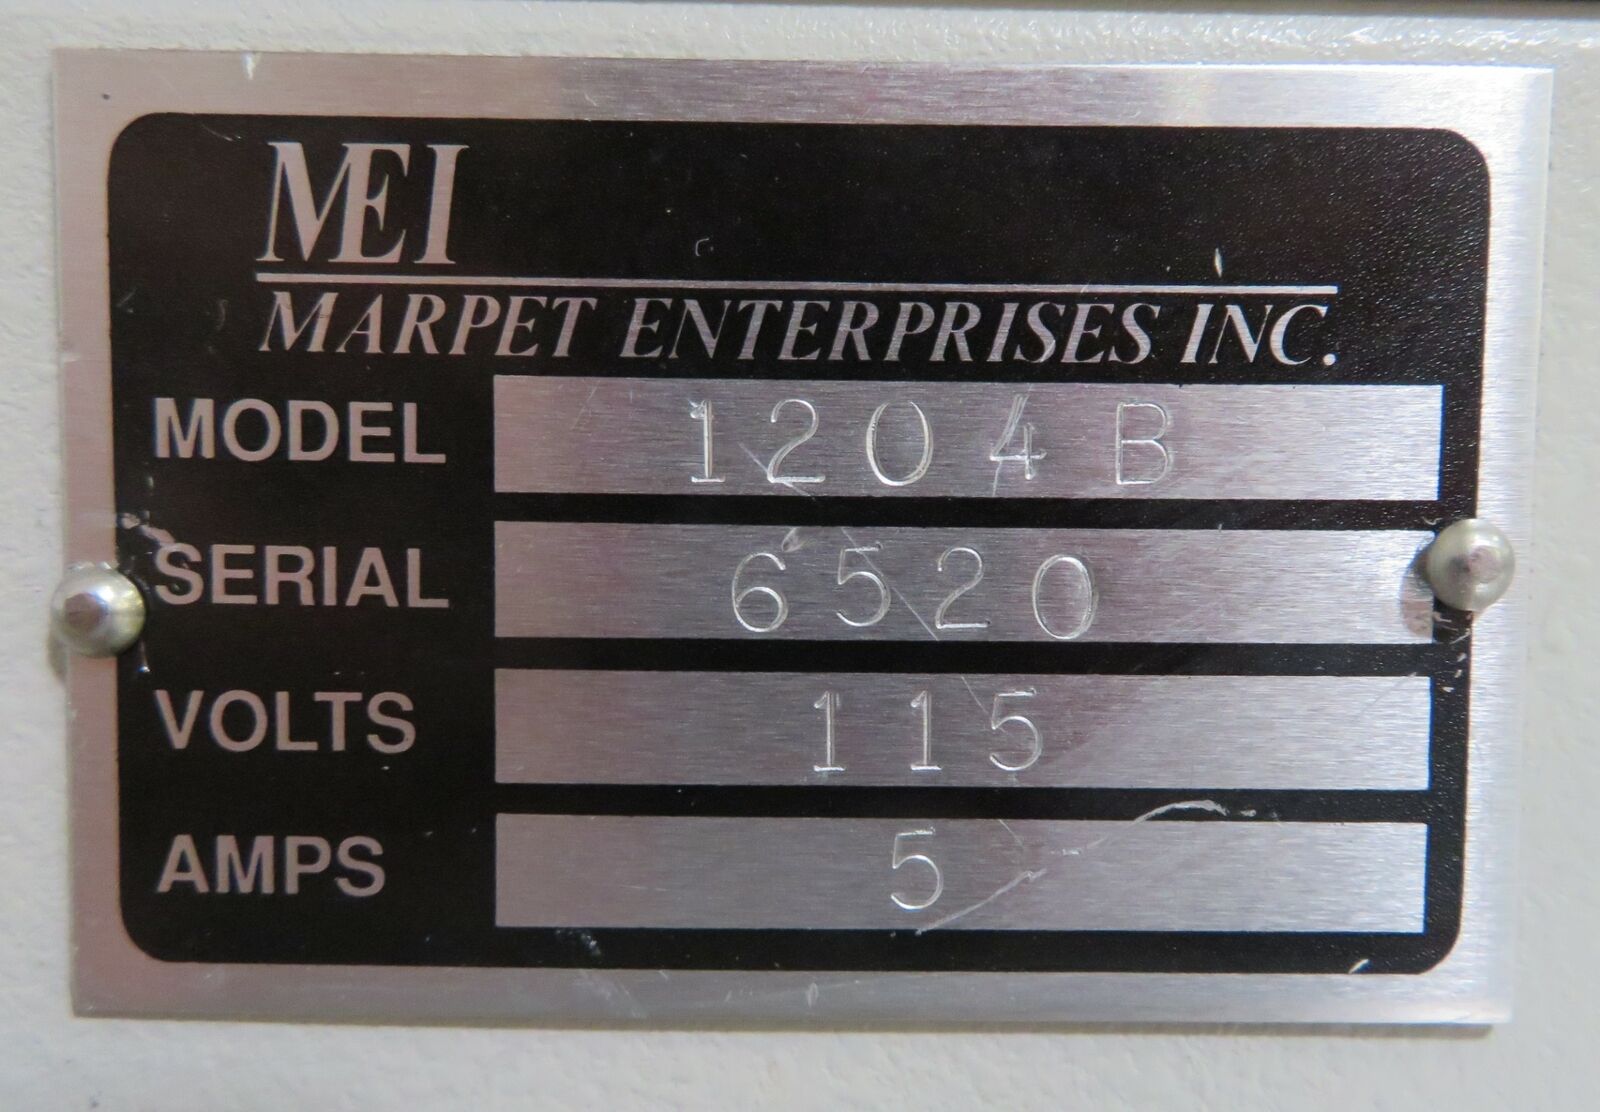 MEI
MARPET ENTERPRISES INC.
MODEL 1204B
SERIAL 6520
VOLTS 115
AMPS 5